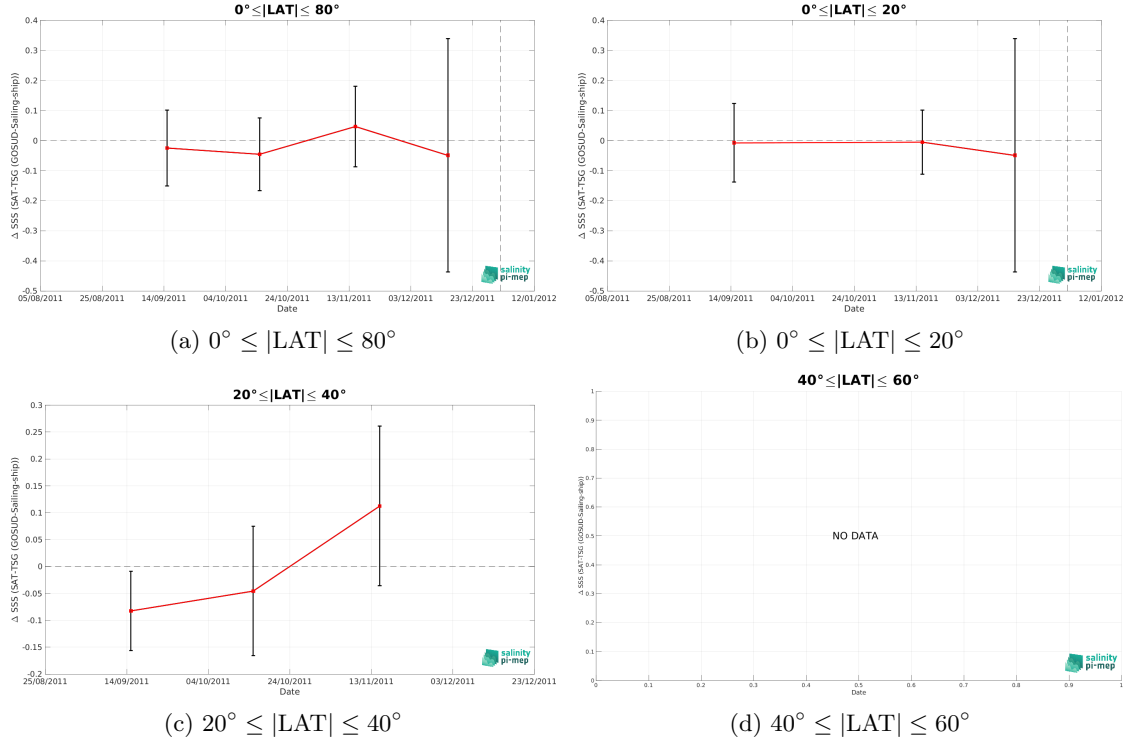 0°≤|LAT|≤ 80°
0.4
0.3
0.2
0.1
0
-0.1
-0.2
-0.3
-0.4
-0.5
Δ SSS (SAT-TSG (GOSUD-Sailing-ship))
05/08/2011 25/08/2011 14/09/2011 04/10/2011 24/10/2011 13/11/2011 03/12/2011 23/12/2011 12/01/2012
Date
salinity
pi-mep
(a) 0° ≤ |LAT| ≤ 80°
0°≤|LAT|≤ 20°
0.4
0.3
0.2
0.1
0
-0.1
-0.2
-0.3
-0.4
-0.5
Δ SSS (SAT-TSG (GOSUD-Sailing-ship))
05/08/2011 25/08/2011 14/09/2011 04/10/2011 24/10/2011 13/11/2011 03/12/2011 23/12/2011 12/01/2012
Date
salinity
pi-mep
(b) 0° ≤ |LAT| ≤ 20°
20°≤|LAT|≤ 40°
0.3
0.25
0.2
0.15
0.1
0.05
0
-0.05
-0.1
-0.15
-0.2
Δ SSS (SAT-TSG (GOSUD-Sailing-ship))
25/08/2011 14/09/2011 04/10/2011 24/10/2011 13/11/2011 03/12/2011 23/12/2011
Date
salinity
pi-mep
(c) 20° ≤ |LAT| ≤ 40°
40°≤|LAT|≤ 60°
1
0.9
0.8
0.7
0.6
0.5
0.4
0.3
0.2
0.1
0
Δ SSS (SAT-TSG (GOSUD-Sailing-ship))
NO DATA
0 0.1 0.2 0.3 0.4 0.5 0.6 0.7 0.8 0.9 1
Date
salinity
pi-mep
(d) 40° ≤ |LAT| ≤ 60°